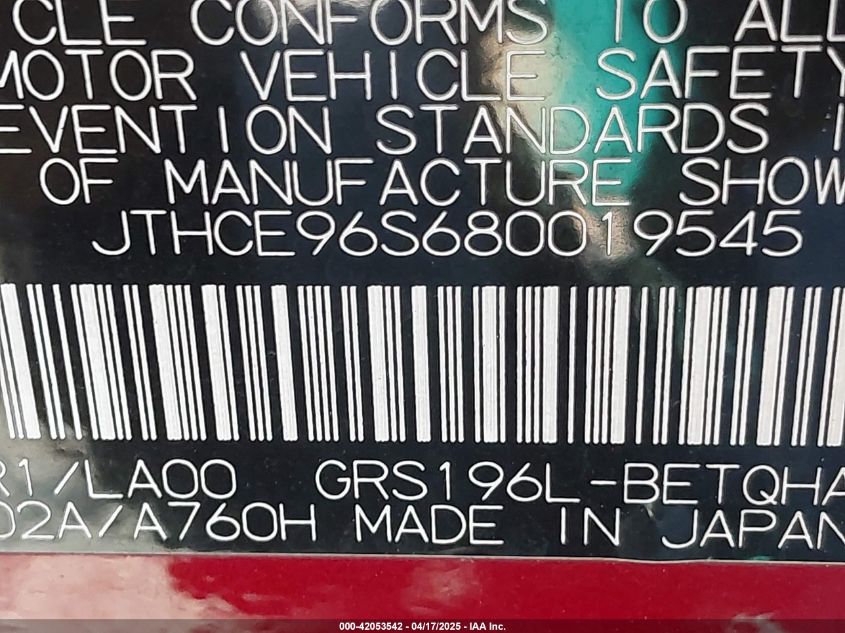 CLE CONFORMS TO ALL
MOTOR VEHICLE SAFETY
EVENTION STANDARDS I
OF MANUFACTURE SHOW
JTHCE96S680019545
R1/LA00 GRS196L-BETQHA
02A/A760H MADE IN JAPAN
000-42053542 - 04/17/2025 - IAA Inc.